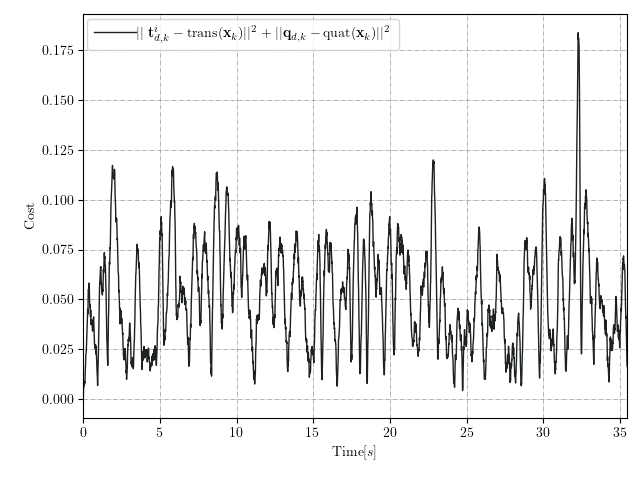 || t^i_{d,k} − trans(x_k)||² + ||q_{d,k} − quat(x_k)||²
0.175
0.150
0.125
0.100
0.075
0.050
0.025
0.000
Cost
0 5 10 15 20 25 30 35
Time[s]